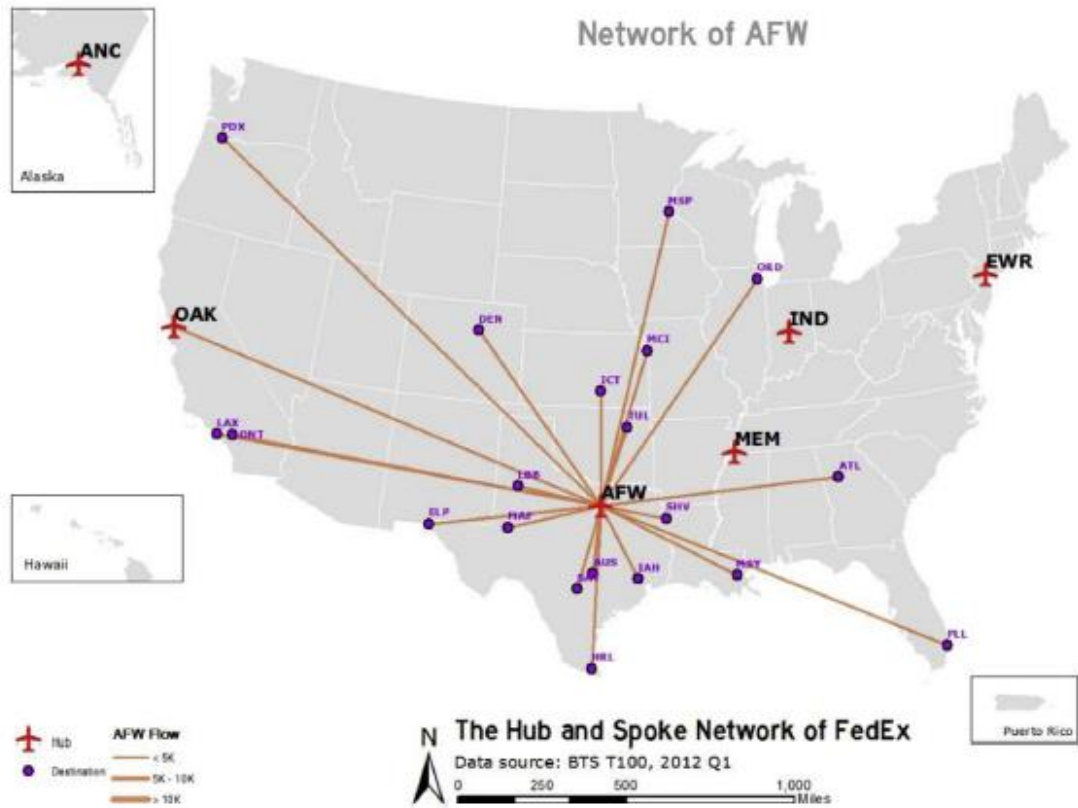 Network of AFW
ANC
Alaska
PDX
MSP
ORD
EWR
OAK
IND
DEN
MCI
ICT
TUL
LAX
ONT
MEM
ATL
LBB
AFW
SHV
ELP
MAF
Hawaii
AUS
IAH
MSY
FLL
HRL
Puerto Rico
Hub
Destination
AFW Flow
< 5K
5K - 10K
> 10K
N
The Hub and Spoke Network of FedEx
Data source: BTS T100, 2012 Q1
0 250 500 1,000
Miles